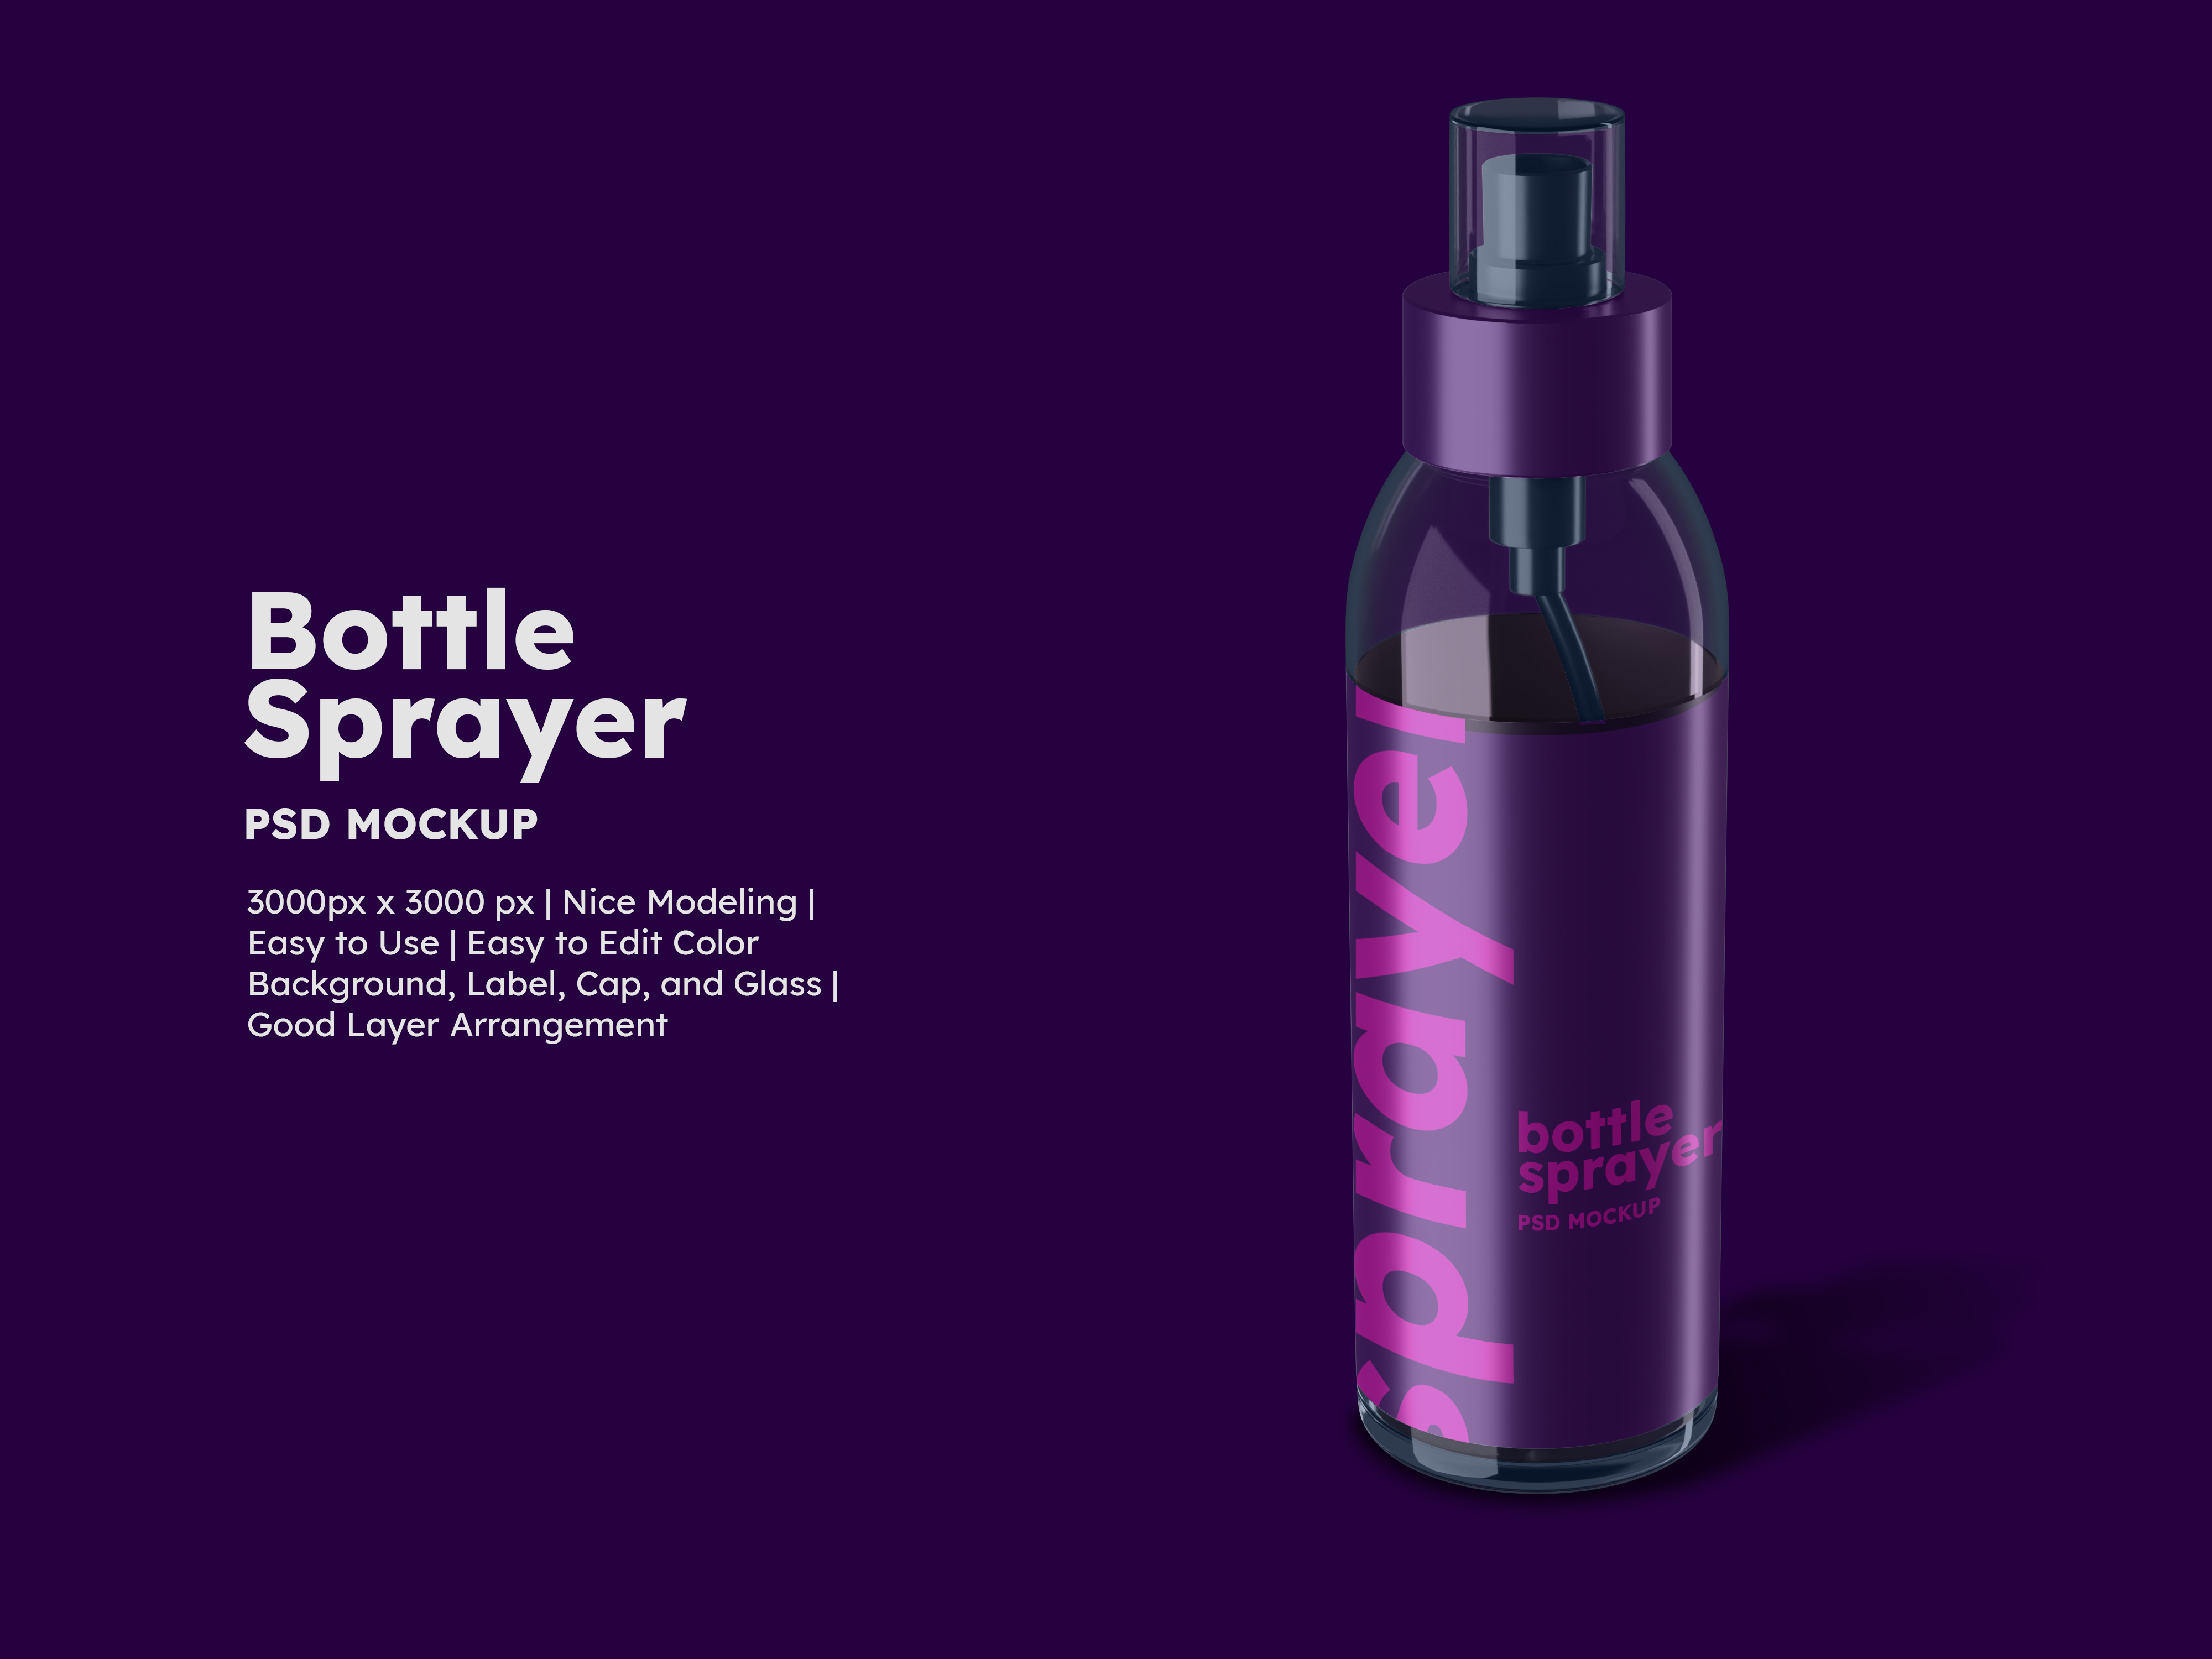 Bottle
Sprayer
PSD MOCKUP
3000px x 3000 px | Nice Modeling |
Easy to Use | Easy to Edit Color
Background, Label, Cap, and Glass |
Good Layer Arrangement
sprayer
bottle
sprayer
PSD MOCKUP